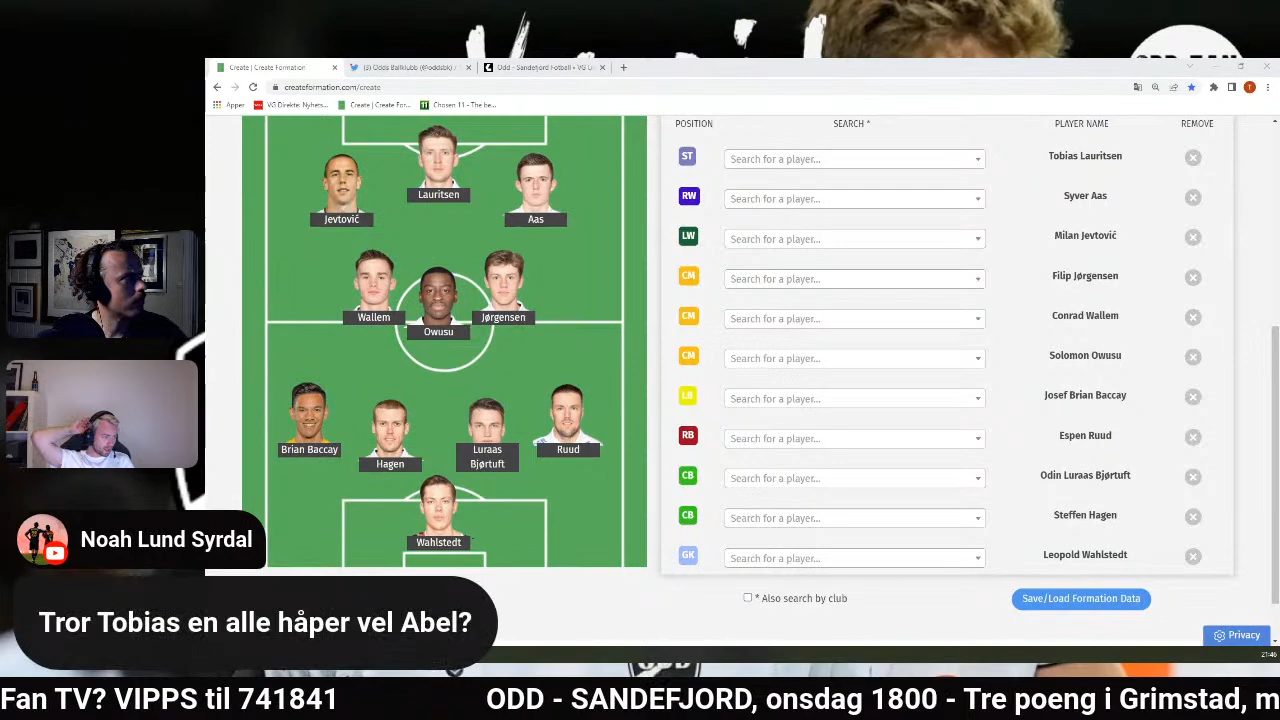 Create | Create Formation
(3) Odds Ballklubb (@oddsbk) /
Odd - Sandefjord Fotball • VG Li
createformation.com/create
Apper
VG Direkte: Nyhets...
Create | Create For...
Chosen 11 - The be...
POSITION
SEARCH *
PLAYER NAME
REMOVE
ST
Search for a player...
Tobias Lauritsen
RW
Search for a player...
Syver Aas
LW
Search for a player...
Milan Jevtović
CM
Search for a player...
Filip Jørgensen
CM
Search for a player...
Conrad Wallem
CM
Search for a player...
Solomon Owusu
LB
Search for a player...
Josef Brian Baccay
RB
Search for a player...
Espen Ruud
CB
Search for a player...
Odin Luraas Bjørtuft
CB
Search for a player...
Steffen Hagen
GK
Search for a player...
Leopold Wahlstedt
* Also search by club
Save/Load Formation Data
Privacy
21:46
Lauritsen
Jevtović
Aas
Wallem
Owusu
Jørgensen
Brian Baccay
Hagen
Luraas
Bjørtuft
Ruud
Wahlstedt
Noah Lund Syrdal
Tror Tobias en alle håper vel Abel?
ODD
Fan TV? VIPPS til 741841
ODD - SANDEFJORD, onsdag 1800 - Tre poeng i Grimstad, m